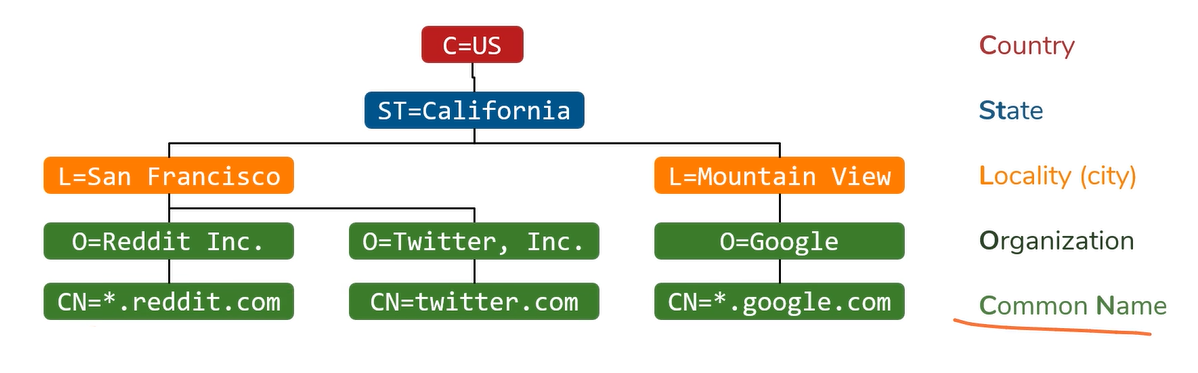 C=US
Country
ST=California
State
L=San Francisco
L=Mountain View
Locality (city)
O=Reddit Inc.
O=Twitter, Inc.
O=Google
Organization
CN=*.reddit.com
CN=twitter.com
CN=*.google.com
Common Name